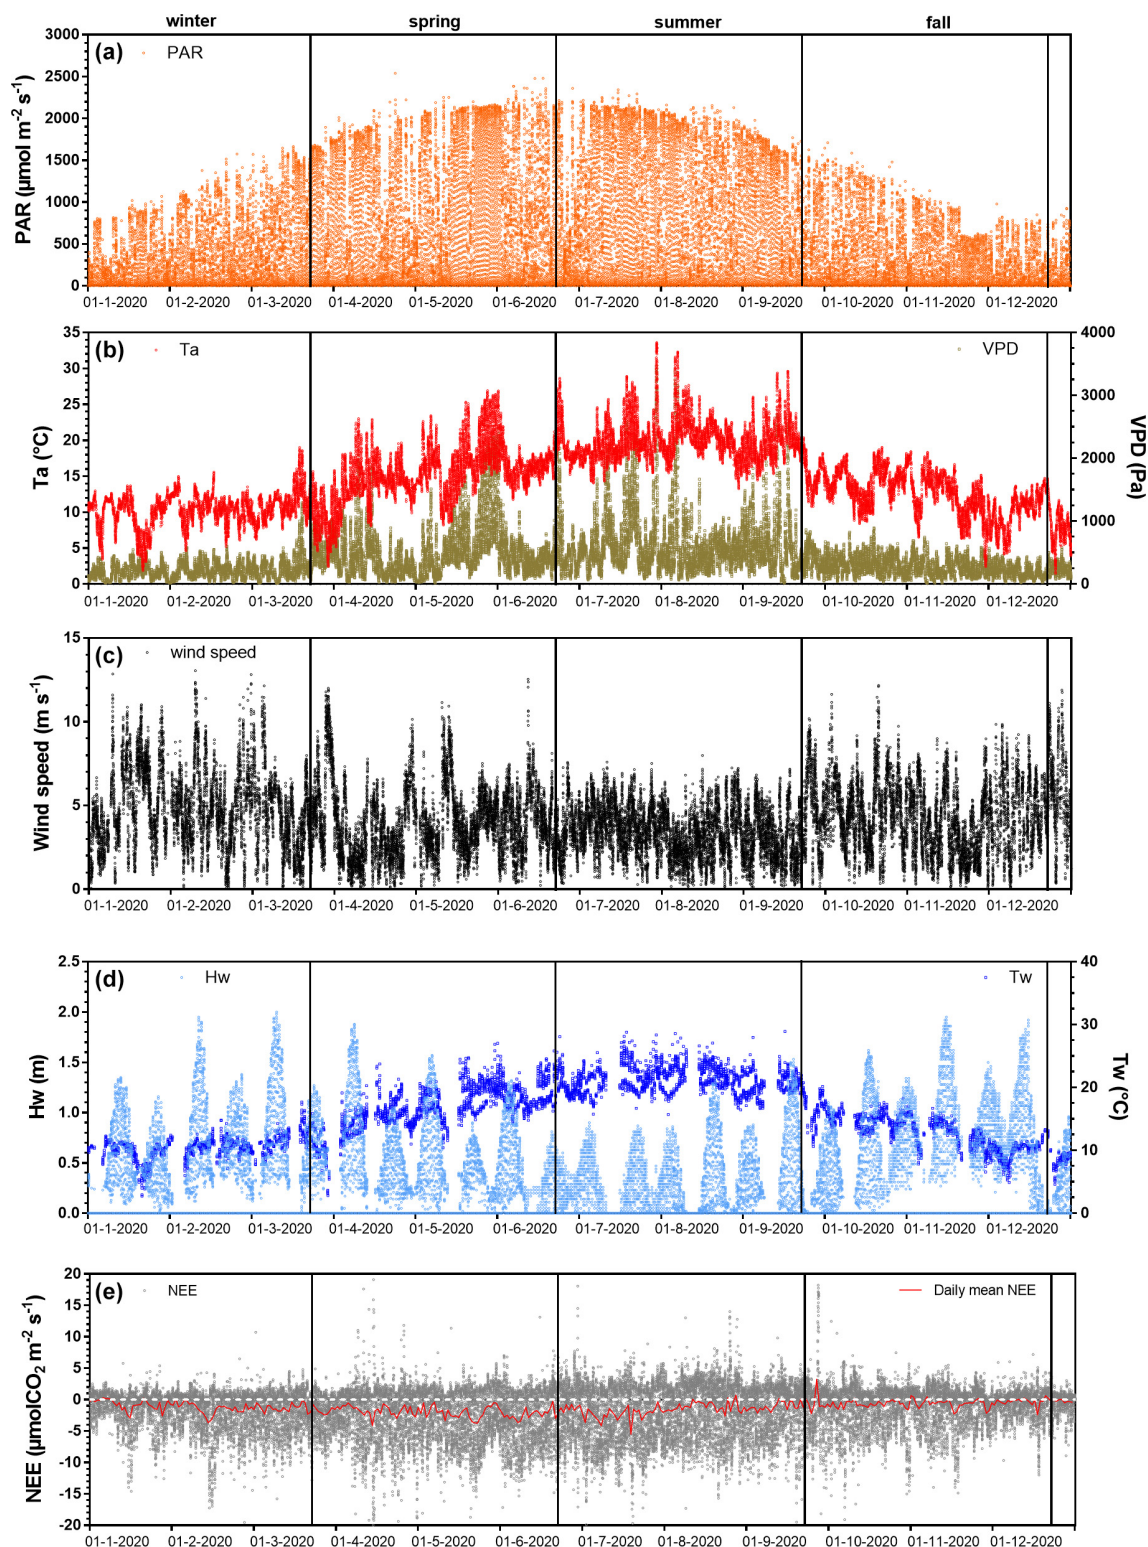 winter spring summer fall
(a) PAR
PAR (µmol m⁻² s⁻¹)
3000
2500
2000
1500
1000
500
0
01-1-2020 01-2-2020 01-3-2020 01-4-2020 01-5-2020 01-6-2020 01-7-2020 01-8-2020 01-9-2020 01-10-2020 01-11-2020 01-12-2020
(b) Ta VPD
Ta (°C)
35
30
25
20
15
10
5
0
VPD (Pa)
4000
3000
2000
1000
0
01-1-2020 01-2-2020 01-3-2020 01-4-2020 01-5-2020 01-6-2020 01-7-2020 01-8-2020 01-9-2020 01-10-2020 01-11-2020 01-12-2020
(c) wind speed
Wind speed (m s⁻¹)
15
10
5
0
01-1-2020 01-2-2020 01-3-2020 01-4-2020 01-5-2020 01-6-2020 01-7-2020 01-8-2020 01-9-2020 01-10-2020 01-11-2020 01-12-2020
(d) Hw Tw
Hw (m)
2.5
2.0
1.5
1.0
0.5
0.0
Tw (°C)
40
30
20
10
0
01-1-2020 01-2-2020 01-3-2020 01-4-2020 01-5-2020 01-6-2020 01-7-2020 01-8-2020 01-9-2020 01-10-2020 01-11-2020 01-12-2020
(e) NEE Daily mean NEE
NEE (µmolCO₂ m⁻² s⁻¹)
20
15
10
5
0
-5
-10
-15
-20
01-1-2020 01-2-2020 01-3-2020 01-4-2020 01-5-2020 01-6-2020 01-7-2020 01-8-2020 01-9-2020 01-10-2020 01-11-2020 01-12-2020